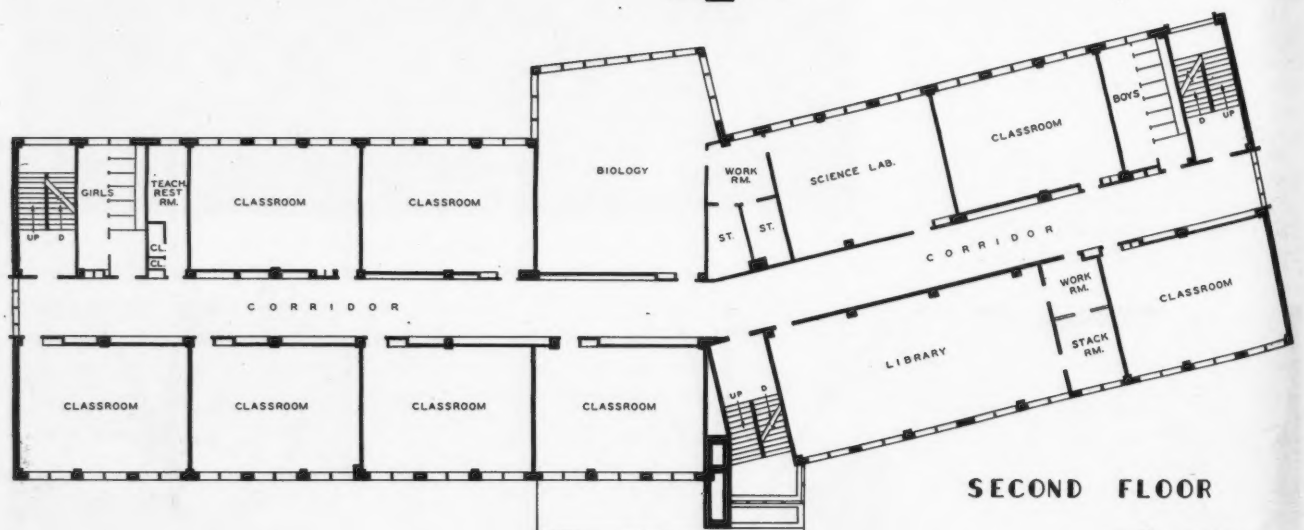 BOYS
D
UP
CLASSROOM
SCIENCE LAB.
WORK
RM.
ST.
ST.
BIOLOGY
GIRLS
TEACH.
REST
RM.
CL.
CL.
UP D
CLASSROOM
CLASSROOM
CORRIDOR
CORRIDOR
WORK
RM.
CLASSROOM
STACK
RM.
LIBRARY
UP
D
CLASSROOM
CLASSROOM
CLASSROOM
CLASSROOM
SECOND FLOOR